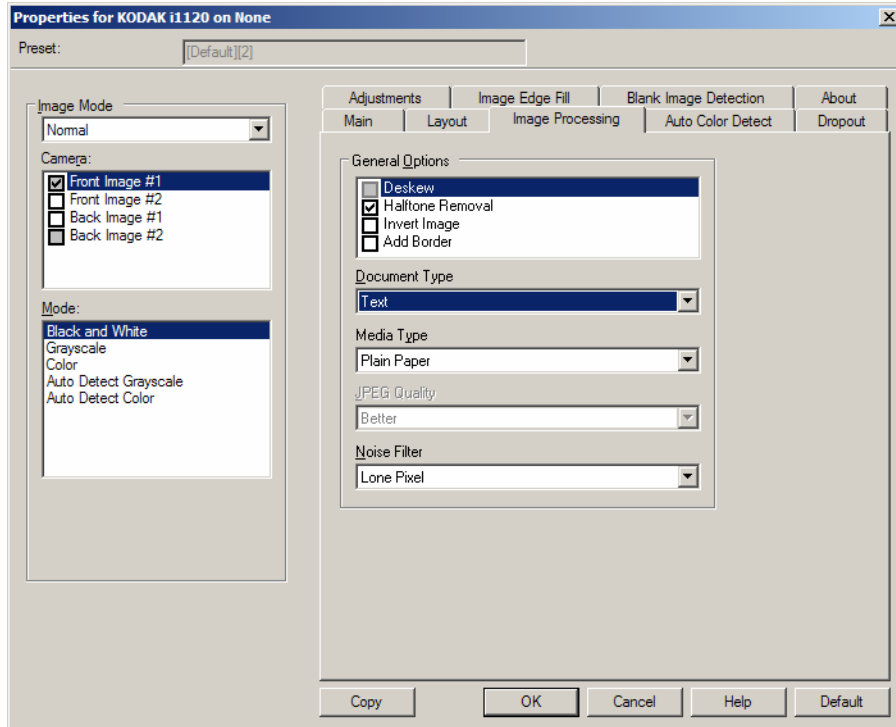 Properties for KODAK i1120 on None
Preset:
[Default][2]
Image Mode
Normal
Camera:
Front Image #1
Front Image #2
Back Image #1
Back Image #2
Mode:
Black and White
Grayscale
Color
Auto Detect Grayscale
Auto Detect Color
Adjustments
Image Edge Fill
Blank Image Detection
About
Main
Layout
Image Processing
Auto Color Detect
Dropout
General Options
Deskew
Halftone Removal
Invert Image
Add Border
Document Type
Text
Media Type
Plain Paper
JPEG Quality
Better
Noise Filter
Lone Pixel
Copy
OK
Cancel
Help
Default